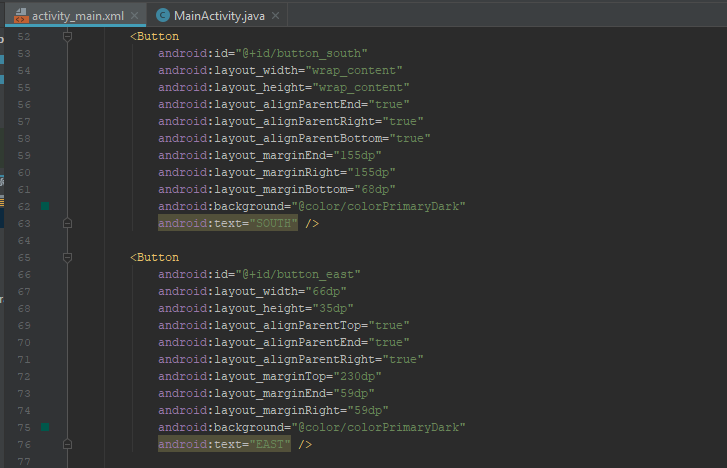 activity_main.xml MainActivity.java
52 <Button
53 android:id="@+id/button_south"
54 android:layout_width="wrap_content"
55 android:layout_height="wrap_content"
56 android:layout_alignParentEnd="true"
57 android:layout_alignParentRight="true"
58 android:layout_alignParentBottom="true"
59 android:layout_marginEnd="155dp"
60 android:layout_marginRight="155dp"
61 android:layout_marginBottom="68dp"
62 android:background="@color/colorPrimaryDark"
63 android:text="SOUTH" />
64
65 <Button
66 android:id="@+id/button_east"
67 android:layout_width="66dp"
68 android:layout_height="35dp"
69 android:layout_alignParentTop="true"
70 android:layout_alignParentEnd="true"
71 android:layout_alignParentRight="true"
72 android:layout_marginTop="230dp"
73 android:layout_marginEnd="59dp"
74 android:layout_marginRight="59dp"
75 android:background="@color/colorPrimaryDark"
76 android:text="EAST" />
77